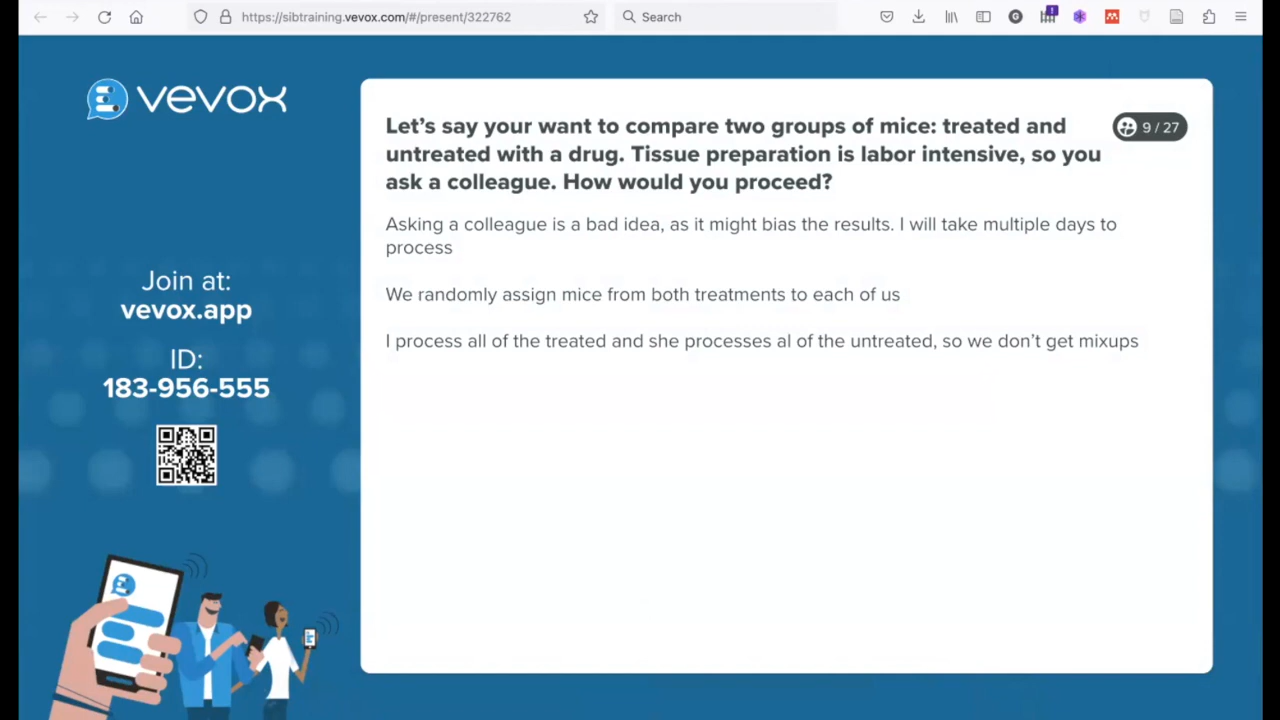 https://sibtraining.vevox.com/#/present/322762
Search
vevox
Let's say your want to compare two groups of mice: treated and
untreated with a drug. Tissue preparation is labor intensive, so you
ask a colleague. How would you proceed?
9 / 27
Asking a colleague is a bad idea, as it might bias the results. I will take multiple days to
process
We randomly assign mice from both treatments to each of us
I process all of the treated and she processes al of the untreated, so we don't get mixups
Join at:
vevox.app
ID:
183-956-555